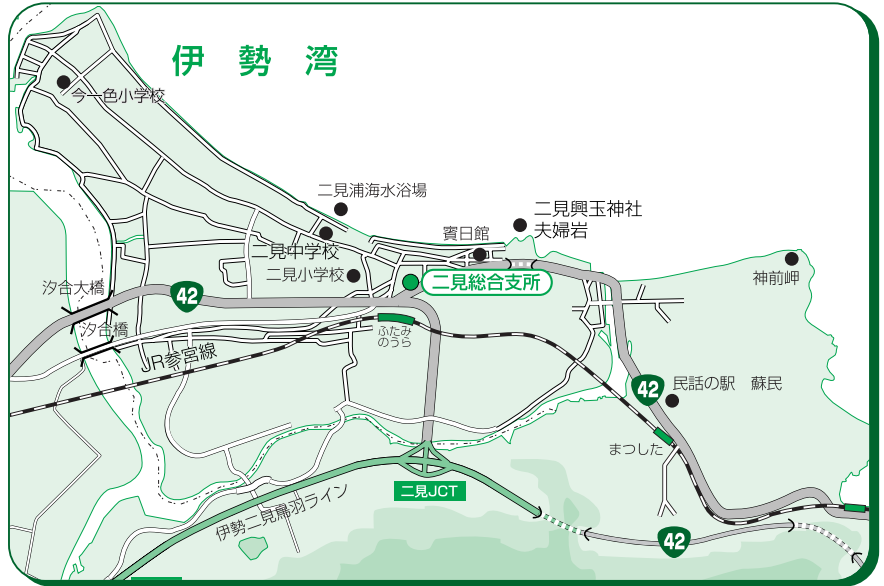 伊勢湾
今一色小学校
二見浦海水浴場
二見興玉神社
夫婦岩
賓日館
二見中学校
二見小学校
二見総合支所
神前岬
汐合大橋
42
汐合橋
ふたみ
のうら
JR参宮線
42
民話の駅　蘇民
まつした
二見JCT
伊勢二見鳥羽ライン
42